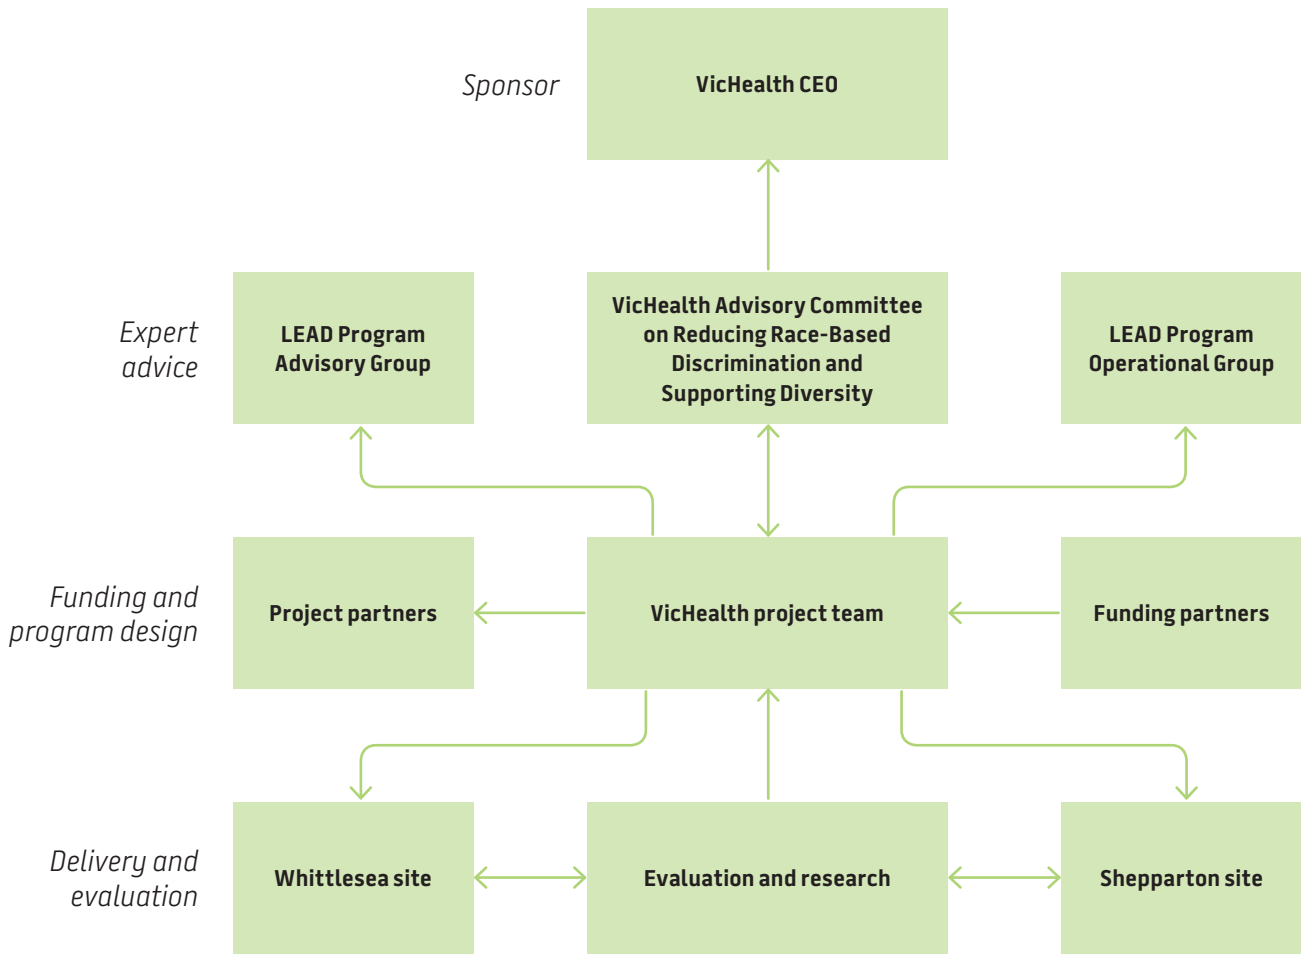 Sponsor
VicHealth CEO
Expert
advice
LEAD Program
Advisory Group
VicHealth Advisory Committee
on Reducing Race-Based
Discrimination and
Supporting Diversity
LEAD Program
Operational Group
Funding and
program design
Project partners
VicHealth project team
Funding partners
Delivery and
evaluation
Whittlesea site
Evaluation and research
Shepparton site